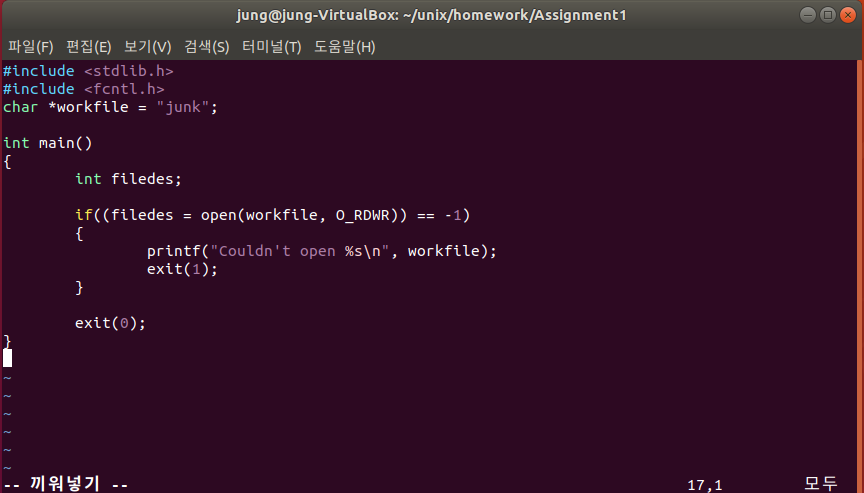 jung@jung-VirtualBox: ~/unix/homework/Assignment1
파일(F) 편집(E) 보기(V) 검색(S) 터미널(T) 도움말(H)
#include <stdlib.h>
#include <fcntl.h>
char *workfile = "junk";
int main()
{
        int filedes;
        if((filedes = open(workfile, O_RDWR)) == -1)
        {
                printf("Couldn't open %s\n", workfile);
                exit(1);
        }
        exit(0);
}
~
~
~
~
~
~
-- 끼워넣기 -- 17,1 모두